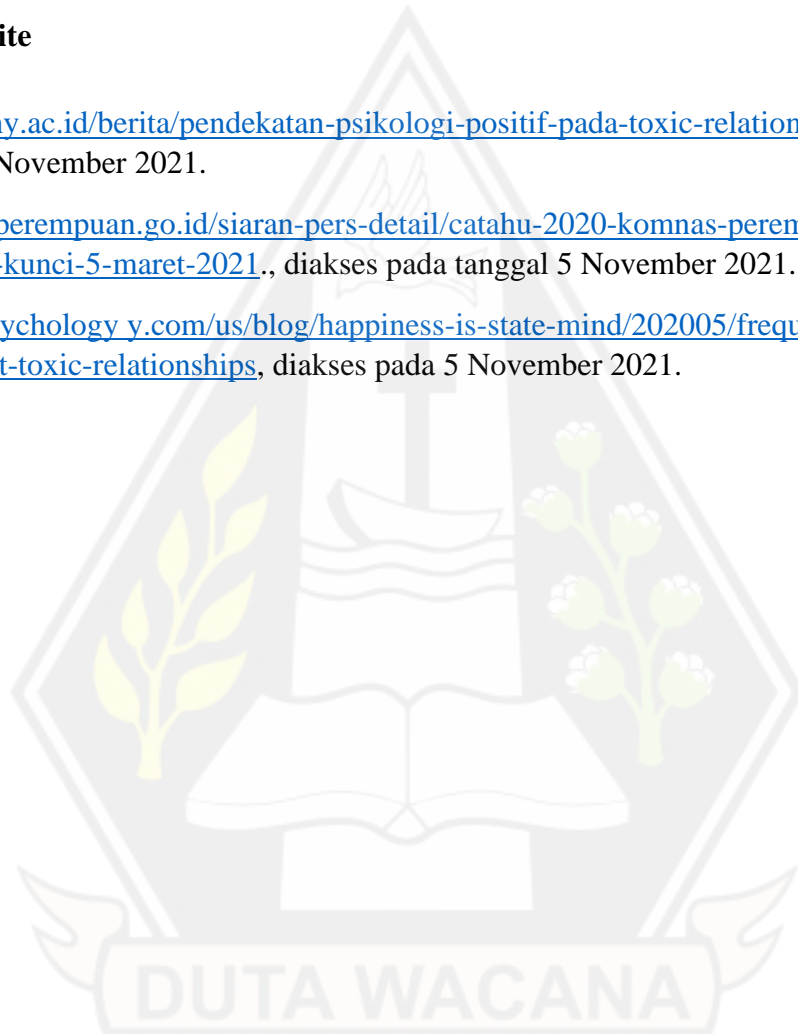 ite
y.ac.id/berita/pendekatan-psikologi-positif-pada-toxic-relation
November 2021.
perempuan.go.id/siaran-pers-detail/catahu-2020-komnas-perem
-kunci-5-maret-2021., diakses pada tanggal 5 November 2021.
ychology y.com/us/blog/happiness-is-state-mind/202005/frequ
t-toxic-relationships, diakses pada 5 November 2021.
DUTA WACANA